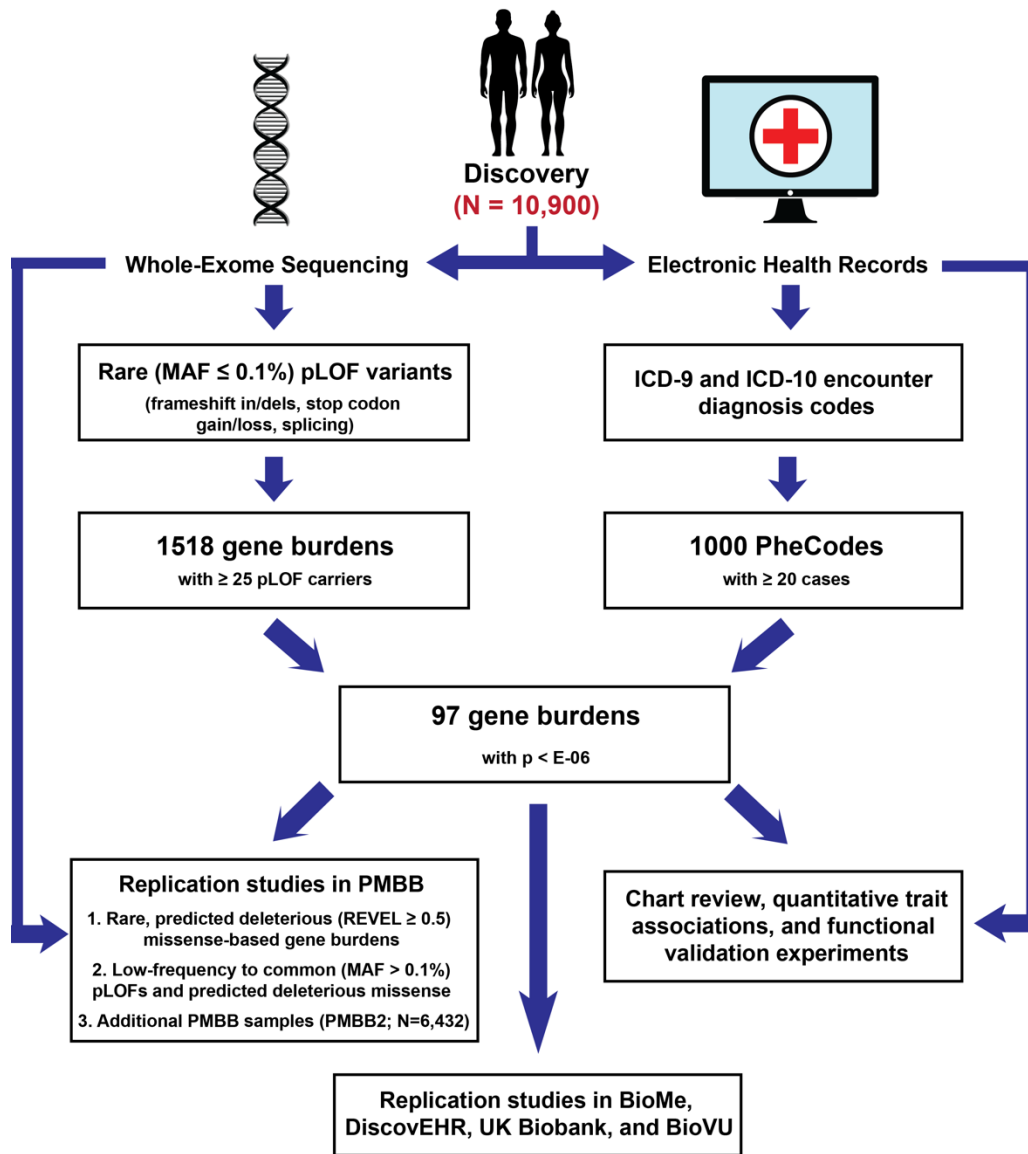 Discovery
(N = 10,900)
Whole-Exome Sequencing
Electronic Health Records
Rare (MAF ≤ 0.1%) pLOF variants
(frameshift in/dels, stop codon
gain/loss, splicing)
ICD-9 and ICD-10 encounter
diagnosis codes
1518 gene burdens
with ≥ 25 pLOF carriers
1000 PheCodes
with ≥ 20 cases
97 gene burdens
with p < E-06
Replication studies in PMBB
1. Rare, predicted deleterious (REVEL ≥ 0.5)
missense-based gene burdens
2. Low-frequency to common (MAF > 0.1%)
pLOFs and predicted deleterious missense
3. Additional PMBB samples (PMBB2; N=6,432)
Chart review, quantitative trait
associations, and functional
validation experiments
Replication studies in BioMe,
DiscovEHR, UK Biobank, and BioVU